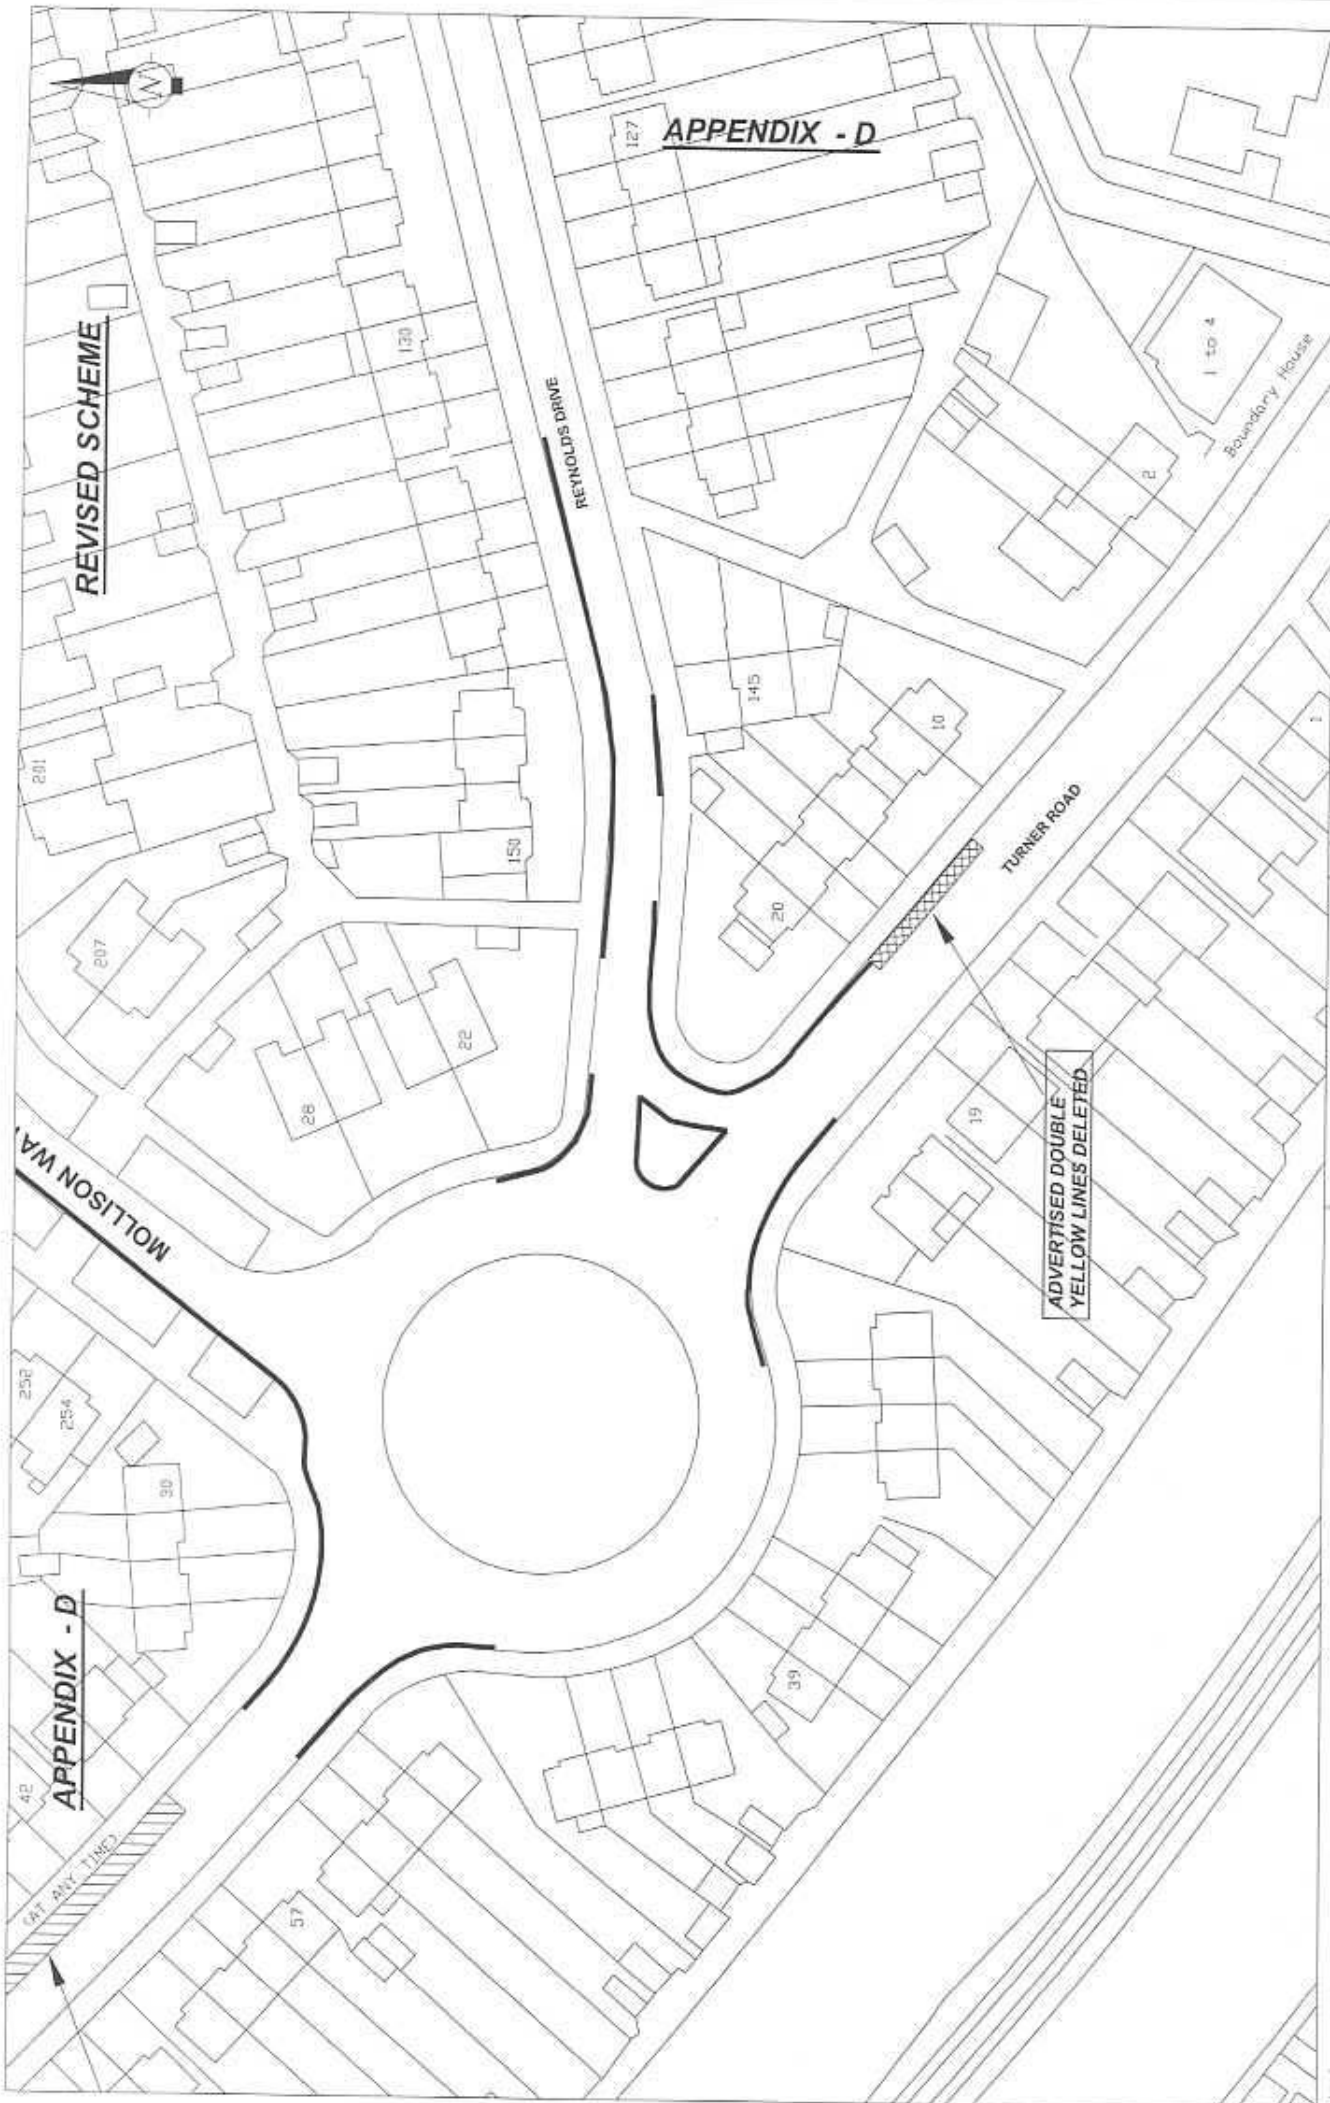 APPENDIX - D
REVISED SCHEME
127
130
REYNOLDS DRIVE
1 to 4
Boundary House
2
145
10
1
201
150
20
TURNER ROAD
207
22
28
19
ADVERTISED DOUBLE
YELLOW LINES DELETED
MOLLISON WAY
252
254
30
39
APPENDIX - D
42
(AT ANY TIME)
57